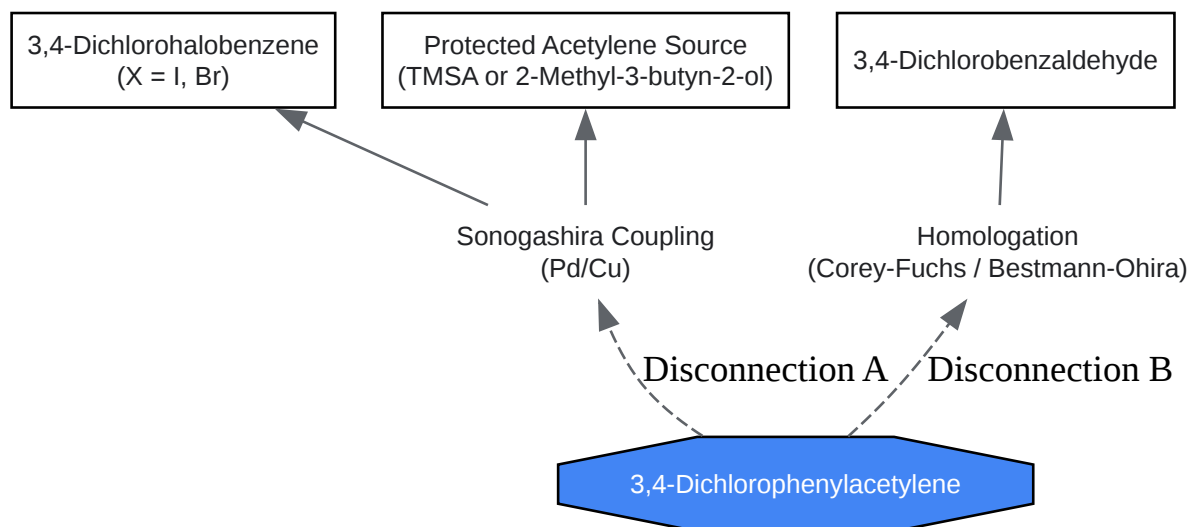 3,4-Dichlorohalobenzene
(X = I, Br)
Protected Acetylene Source
(TMSA or 2-Methyl-3-butyn-2-ol)
3,4-Dichlorobenzaldehyde
Sonogashira Coupling
(Pd/Cu)
Homologation
(Corey-Fuchs / Bestmann-Ohira)
Disconnection A
Disconnection B
3,4-Dichlorophenylacetylene